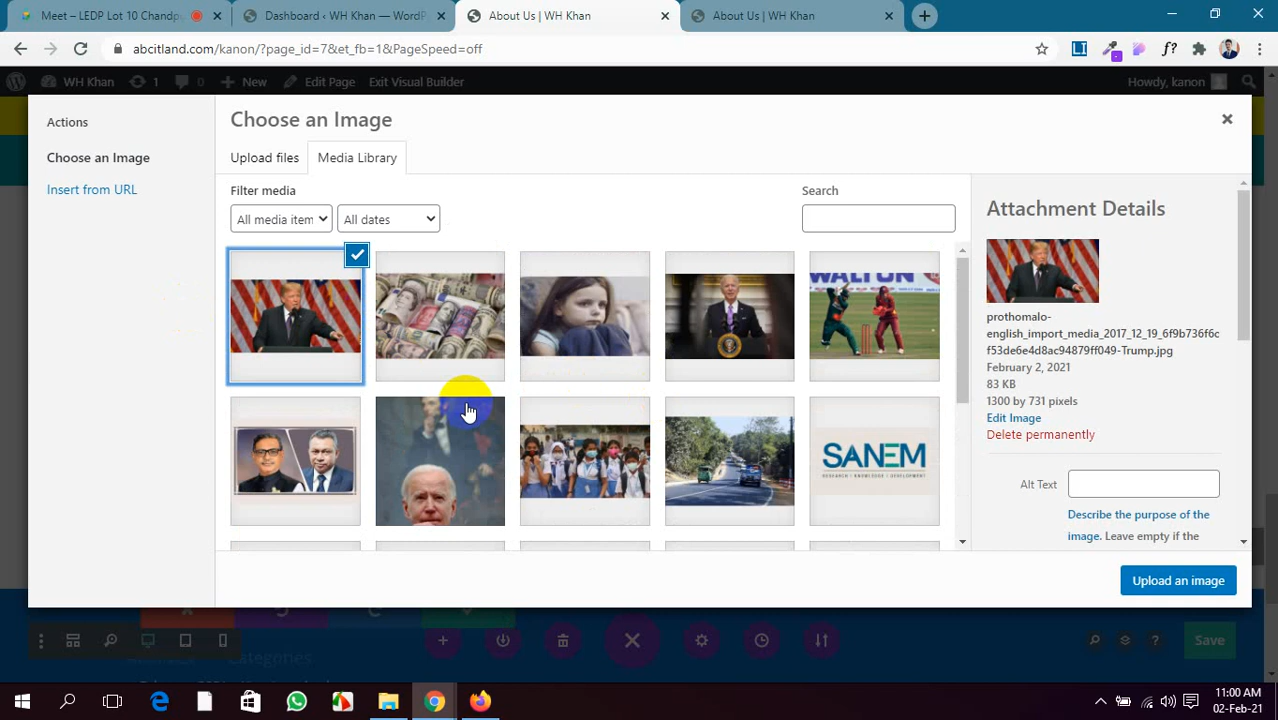 Meet – LEDP Lot 10 Chandpu
Dashboard ‹ WH Khan — WordP
About Us | WH Khan
About Us | WH Khan
abcitland.com/kanon/?page_id=7&et_fb=1&PageSpeed=off
WH Khan
1
0
New
Edit Page
Exit Visual Builder
Howdy, kanon
Actions
Choose an Image
Insert from URL
Choose an Image
Upload files
Media Library
Filter media
Search
All media item
All dates
WALTON
SANEM
Attachment Details
prothomalo-
english_import_media_2017_12_19_6f9b736f6c
f53de6e4d8ac94879ff049-Trump.jpg
February 2, 2021
83 KB
1300 by 731 pixels
Edit Image
Delete permanently
Alt Text
Describe the purpose of the
image. Leave empty if the
Upload an image
Categories
Save
11:00 AM
02-Feb-21